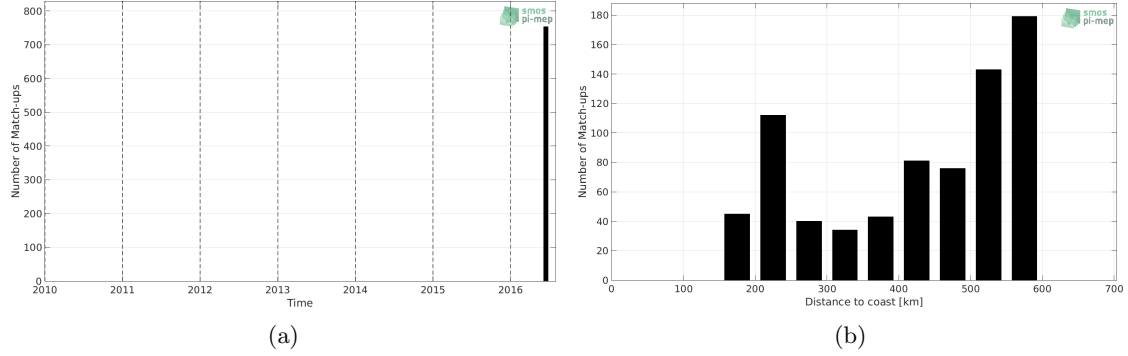 800
700
600
500
400
300
200
100
0
Number of Match-ups
2010 2011 2012 2013 2014 2015 2016
Time
smos
pi-mep
(a)
180
160
140
120
100
80
60
40
20
0
Number of Match-ups
0 100 200 300 400 500 600 700
Distance to coast [km]
smos
pi-mep
(b)